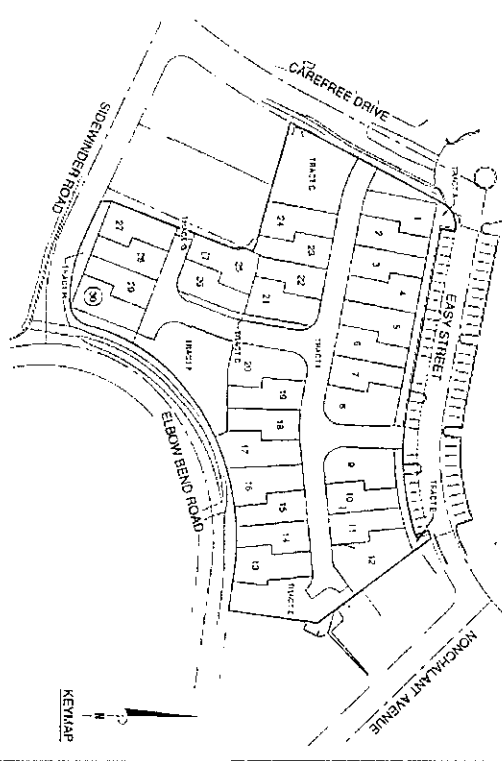 CAREFREE DRIVE
SIDEWINDER ROAD
EASY STREET
NONCHALANT AVENUE
ELBOW BEND ROAD
TRACT C
TRACT E
TRACT E
TRACT E
TRACT F
1
2
3
4
5
6
7
8
9
10
11
12
13
14
15
16
17
18
19
20
21
22
23
24
25
26
27
29
30
KEYMAP
N